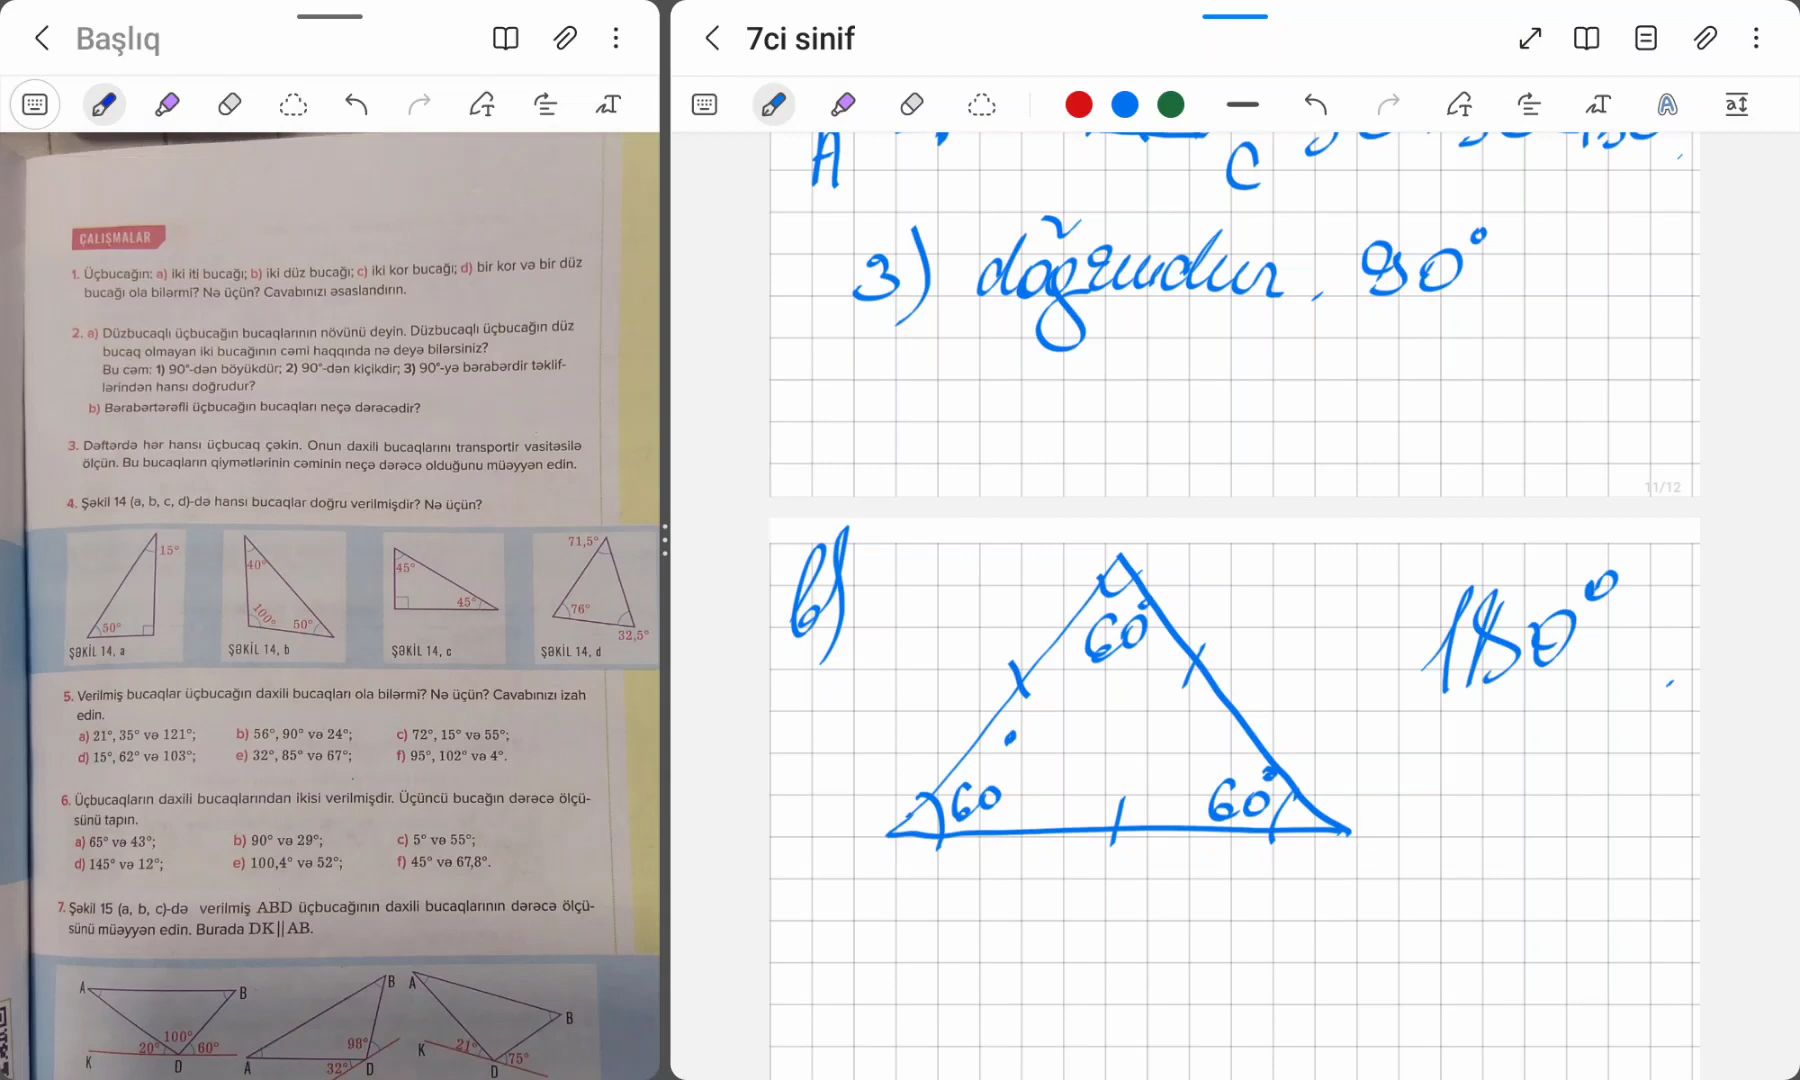 Başlıq
ÇALIŞMALAR
1. Üçbucağın: a) iki iti bucağı; b) iki düz bucağı; c) iki kor bucağı; d) bir kor və bir düz
bucağı ola bilərmi? Nə üçün? Cavabınızı əsaslandırın.
2. a) Düzbucaqlı üçbucağın bucaqlarının növünü deyin. Düzbucaqlı üçbucağın düz
bucaq olmayan iki bucağının cəmi haqqında nə deyə bilərsiniz?
Bu cəm: 1) 90°-dən böyükdür; 2) 90°-dən kiçikdir; 3) 90°-yə bərabərdir təklif-
lərindən hansı doğrudur?
b) Bərabərtərəfli üçbucağın bucaqları neçə dərəcədir?
3. Dəftərdə hər hansı üçbucaq çəkin. Onun daxili bucaqlarını transportir vasitəsilə
ölçün. Bu bucaqların qiymətlərinin cəminin neçə dərəcə olduğunu müəyyən edin.
4. Şəkil 14 (a, b, c, d)-də hansı bucaqlar doğru verilmişdir? Nə üçün?
15°
50°
ŞƏKİL 14, a
40°
100°
50°
ŞƏKİL 14, b
45°
45°
ŞƏKİL 14, c
71,5°
76°
32,5°
ŞƏKİL 14, d
5. Verilmiş bucaqlar üçbucağın daxili bucaqları ola bilərmi? Nə üçün? Cavabınızı izah
edin.
a) 21°, 35° və 121°; b) 56°, 90° və 24°; c) 72°, 15° və 55°;
d) 15°, 62° və 103°; e) 32°, 85° və 67°; f) 95°, 102° və 4°.
6. Üçbucaqların daxili bucaqlarından ikisi verilmişdir. Üçüncü bucağın dərəcə ölçü-
sünü tapın.
a) 65° və 43°; b) 90° və 29°; c) 5° və 55°;
d) 145° və 12°; e) 100,4° və 52°; f) 45° və 67,8°.
7. Şəkil 15 (a, b, c)-də verilmiş ABD üçbucağının daxili bucaqlarının dərəcə ölçü-
sünü müəyyən edin. Burada DK||AB.
A B
100°
20° 60°
K D
B
98°
A 32° D
A
B
K 21° 75°
D
7ci sinif
A C
3) doğrudur, 90°
11/12
b)
60°
60 60°
180°